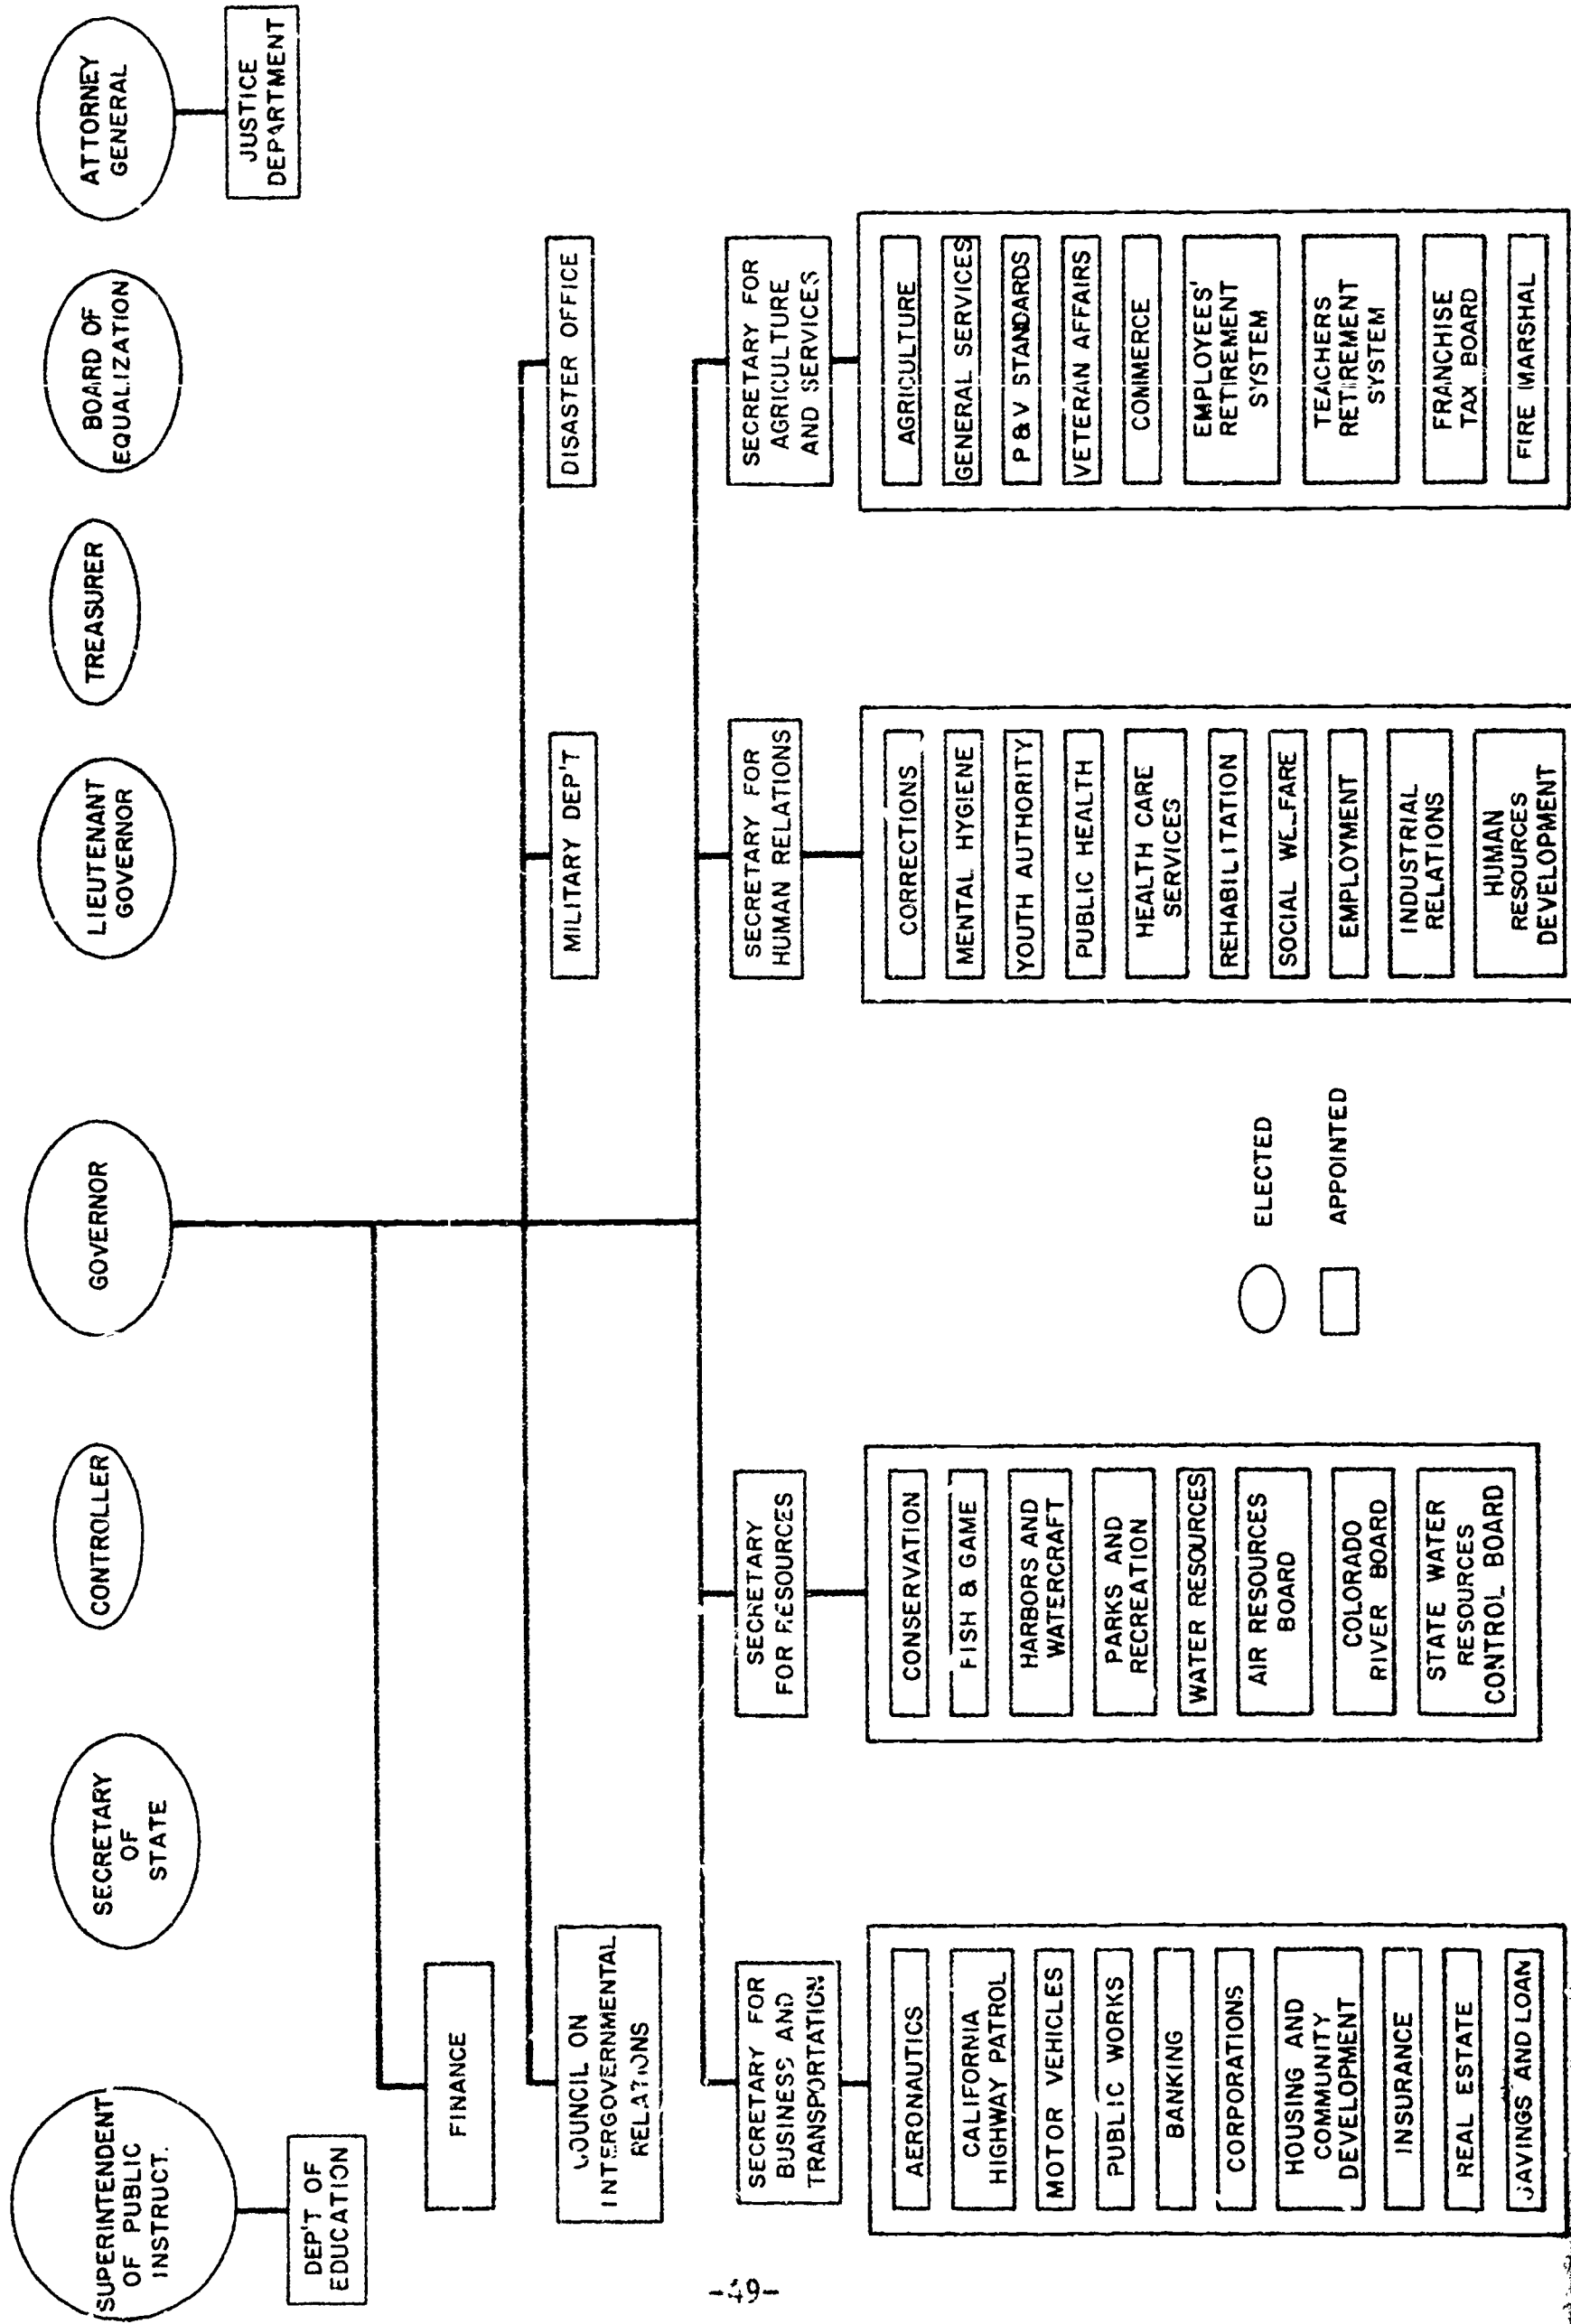 SUPERINTENDENT
OF PUBLIC
INSTRUCT.
SECRETARY
OF
STATE
CONTROLLER
GOVERNOR
LIEUTENANT
GOVERNOR
TREASURER
BOARD OF
EQUALIZATION
ATTORNEY
GENERAL
DEP'T OF
EDUCATION
JUSTICE
DEPARTMENT
FINANCE
COUNCIL ON
INTERGOVERNMENTAL
RELATIONS
MILITARY DEP'T
DISASTER OFFICE
SECRETARY FOR
BUSINESS AND
TRANSPORTATION
AERONAUTICS
CALIFORNIA
HIGHWAY PATROL
MOTOR VEHICLES
PUBLIC WORKS
BANKING
CORPORATIONS
HOUSING AND
COMMUNITY
DEVELOPMENT
INSURANCE
REAL ESTATE
SAVINGS AND LOAN
SECRETARY
FOR RESOURCES
CONSERVATION
FISH & GAME
HARBORS AND
WATERCRAFT
PARKS AND
RECREATION
WATER RESOURCES
AIR RESOURCES
BOARD
COLORADO
RIVER BOARD
STATE WATER
RESOURCES
CONTROL BOARD
SECRETARY FOR
HUMAN RELATIONS
CORRECTIONS
MENTAL HYGIENE
YOUTH AUTHORITY
PUBLIC HEALTH
HEALTH CARE
SERVICES
REHABILITATION
SOCIAL WELFARE
EMPLOYMENT
INDUSTRIAL
RELATIONS
HUMAN
RESOURCES
DEVELOPMENT
SECRETARY FOR
AGRICULTURE
AND SERVICES
AGRICULTURE
GENERAL SERVICES
P & V STANDARDS
VETERAN AFFAIRS
COMMERCE
EMPLOYEES'
RETIREMENT
SYSTEM
TEACHERS
RETIREMENT
SYSTEM
FRANCHISE
TAX BOARD
FIRE MARSHAL
ELECTED
APPOINTED